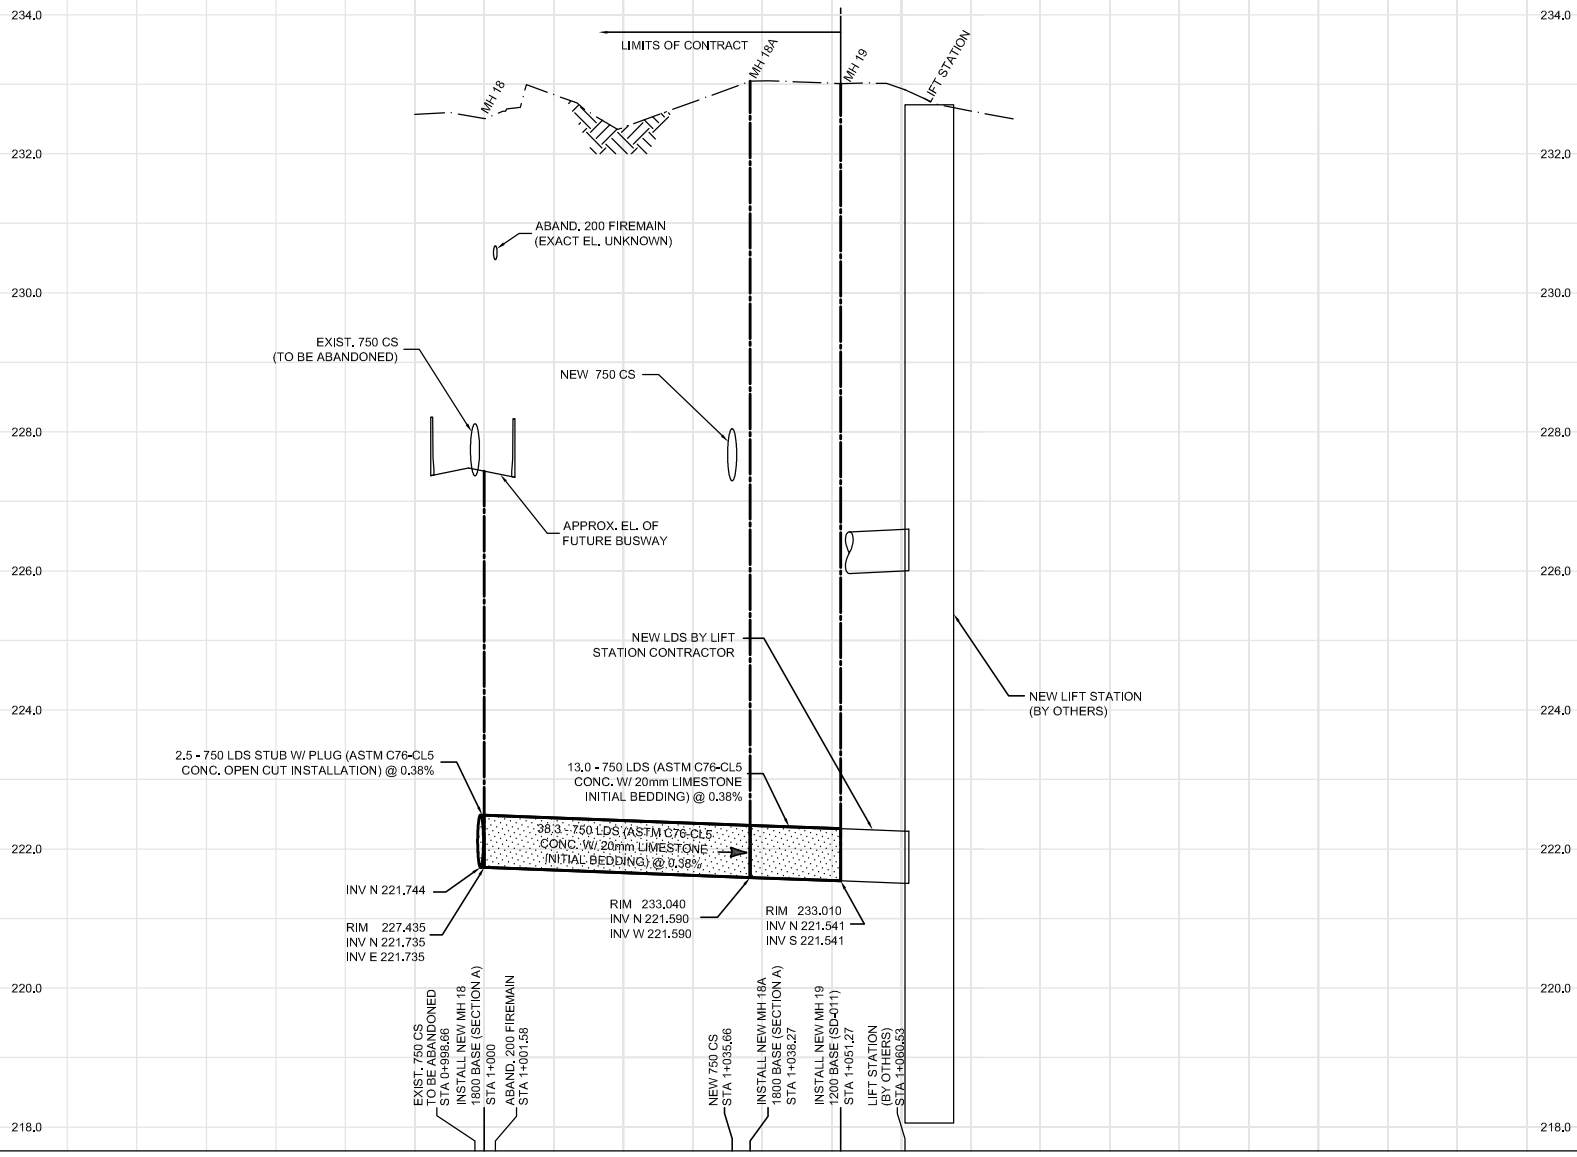 234.0
234.0
LIMITS OF CONTRACT
MH 18
MH 18A
MH 19
LIFT STATION
232.0
232.0
ABAND. 200 FIREMAIN
(EXACT EL. UNKNOWN)
230.0
230.0
EXIST. 750 CS
(TO BE ABANDONED)
NEW 750 CS
228.0
228.0
APPROX. EL. OF
FUTURE BUSWAY
226.0
226.0
NEW LDS BY LIFT
STATION CONTRACTOR
NEW LIFT STATION
(BY OTHERS)
224.0
224.0
2.5 - 750 LDS STUB W/ PLUG (ASTM C76-CL5
CONC. OPEN CUT INSTALLATION) @ 0.38%
13.0 - 750 LDS (ASTM C76-CL5
CONC. W/ 20mm LIMESTONE
INITIAL BEDDING) @ 0.38%
38.3 - 750 LDS (ASTM C76-CL5
CONC. W/ 20mm LIMESTONE
INITIAL BEDDING) @ 0.38%
222.0
222.0
INV N 221.744
RIM 227.435
INV N 221.735
INV E 221.735
RIM 233.040
INV N 221.590
INV W 221.590
RIM 233.010
INV N 221.541
INV S 221.541
220.0
220.0
EXIST. 750 CS
TO BE ABANDONED
STA 0+998.66
INSTALL NEW MH 18
1800 BASE (SECTION A)
STA 1+000
ABAND. 200 FIREMAIN
STA 1+001.58
NEW 750 CS
STA 1+035.66
INSTALL NEW MH 18A
1800 BASE (SECTION A)
STA 1+038.27
INSTALL NEW MH 19
1200 BASE (SD-011)
STA 1+051.27
LIFT STATION
(BY OTHERS)
STA 1+060.53
218.0
218.0